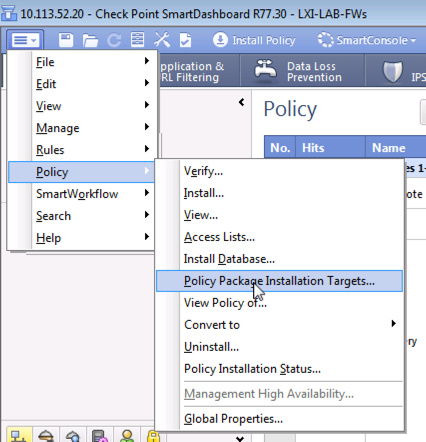 10.113.52.20 - Check Point SmartDashboard R77.30 - LXI-LAB-FWs
Install Policy
SmartConsole
File
Edit
View
Manage
Rules
Policy
SmartWorkflow
Search
Help
pplication &
RL Filtering
Data Loss
Prevention
IPS
Policy
No.
Hits
Name
es 1-
ote
ery
Verify...
Install...
View...
Access Lists...
Install Database...
Policy Package Installation Targets...
View Policy of...
Convert to
Uninstall...
Policy Installation Status...
Management High Availability...
Global Properties...